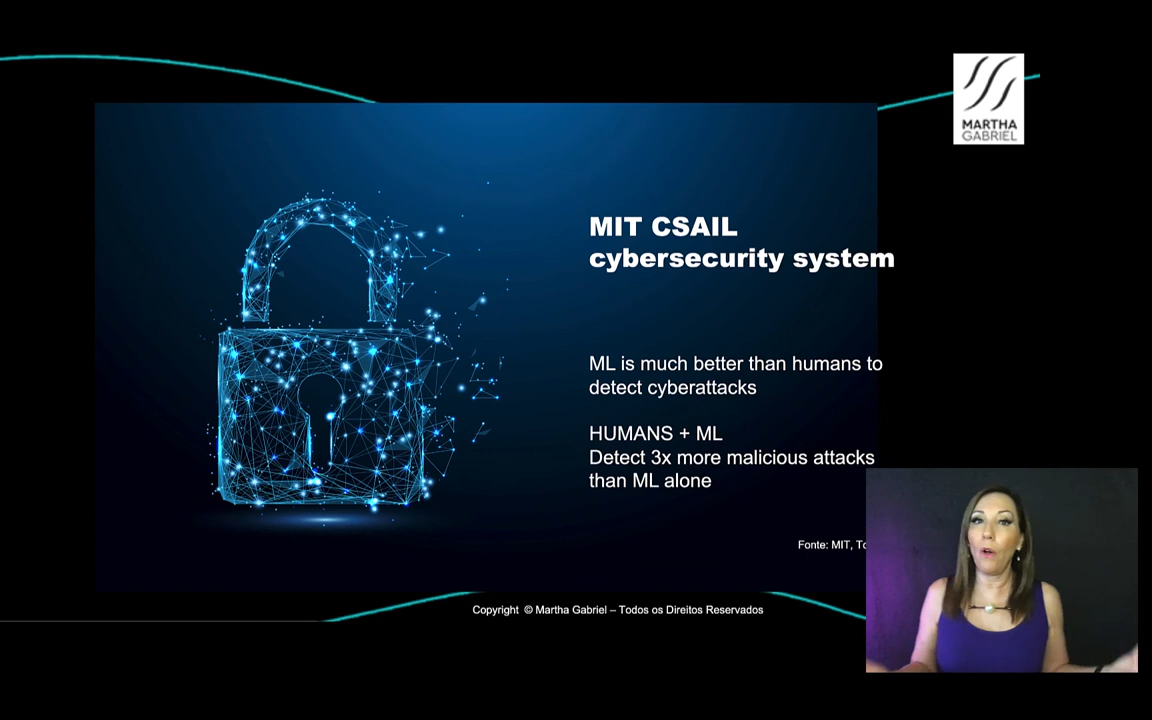 MARTHA
GABRIEL
MIT CSAIL
cybersecurity system
ML is much better than humans to
detect cyberattacks
HUMANS + ML
Detect 3x more malicious attacks
than ML alone
Fonte: MIT,
Copyright © Martha Gabriel – Todos os Direitos Reservados